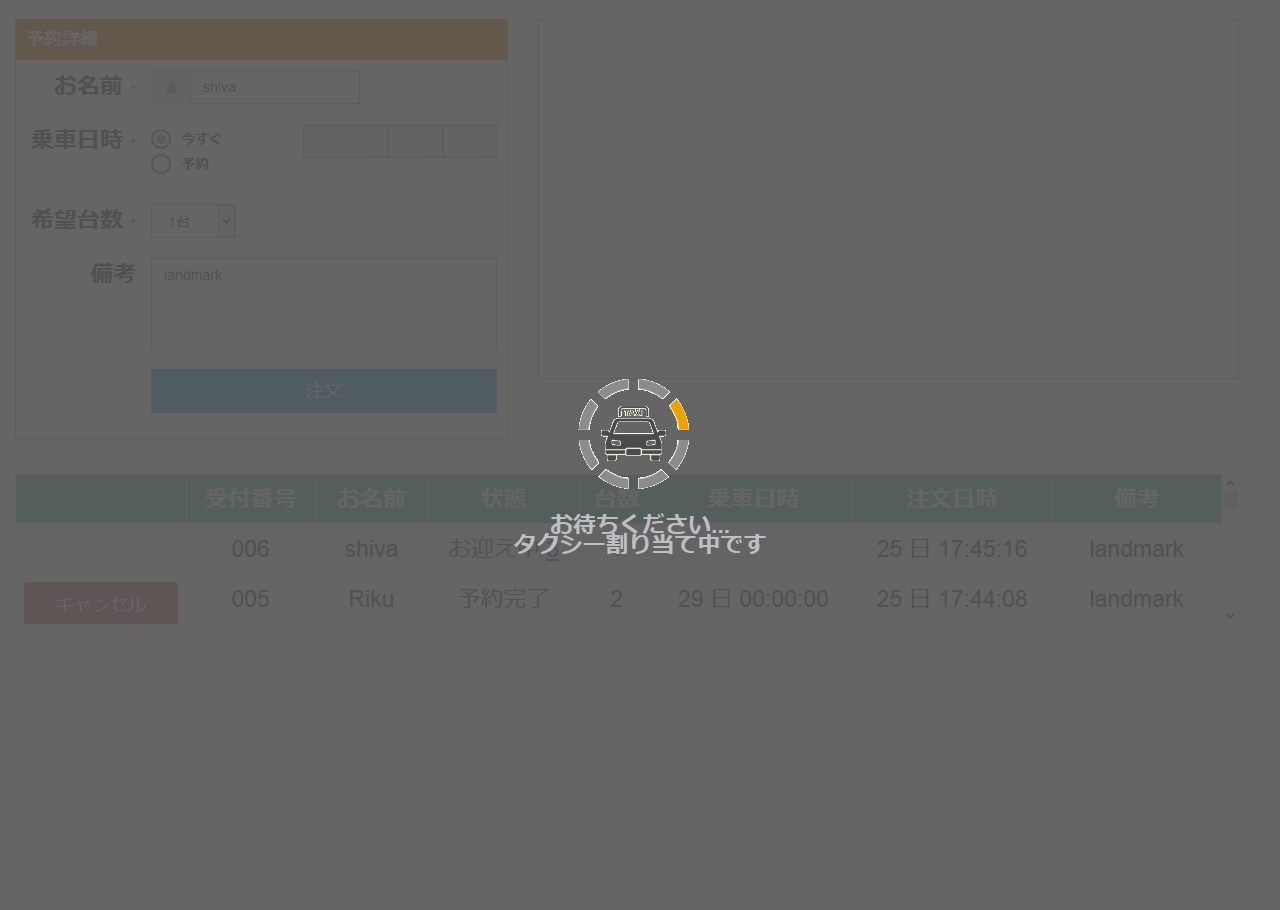 予約詳細
お名前 * shiva
乗車日時 * 今すぐ
予約
希望台数 * 1台
備考 landmark
注文
TAXI
お待ちください...
タクシー割り当て中です
受付番号 お名前 状態 台数 乗車日時 注文日時 備考
006 shiva お迎え 25 日 17:45:16 landmark
キャンセル 005 Riku 予約完了 2 29 日 00:00:00 25 日 17:44:08 landmark